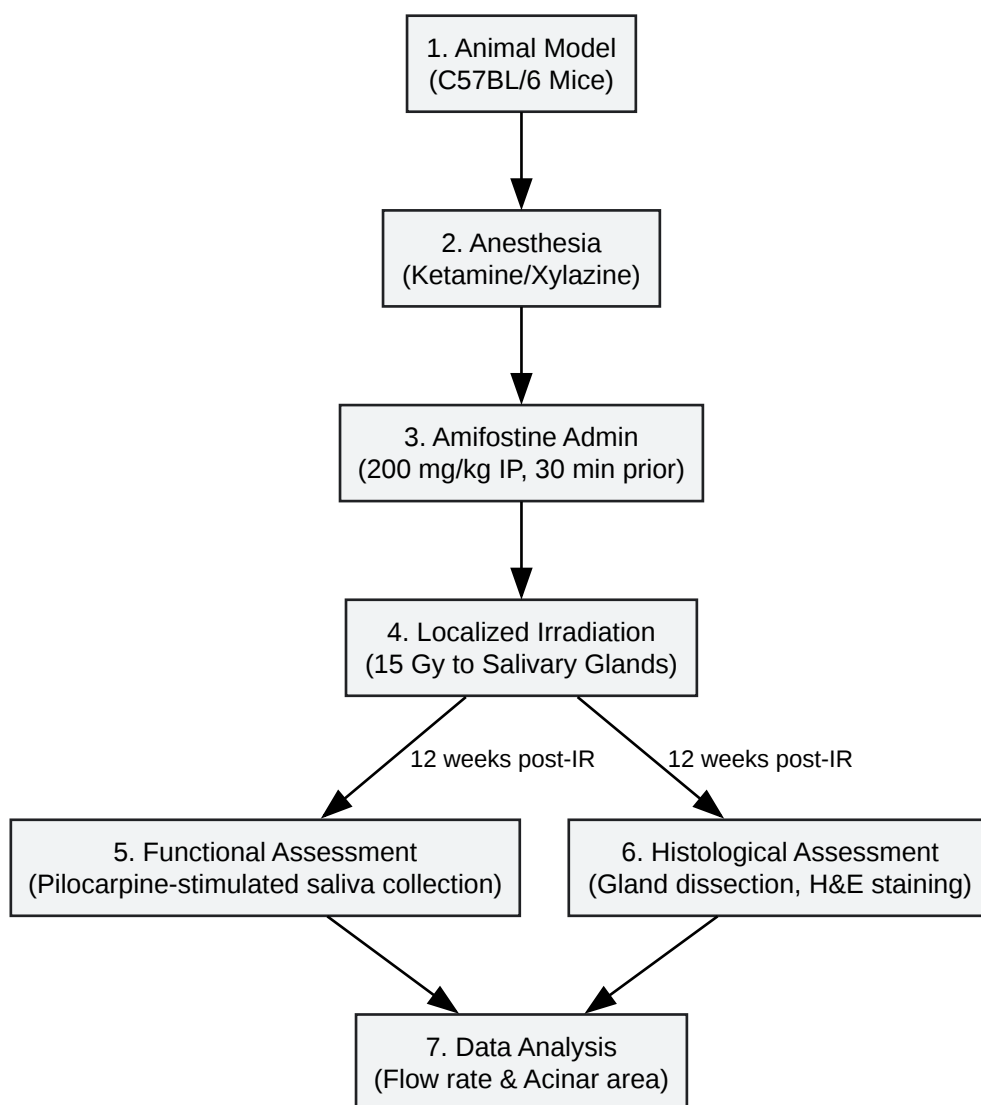 1. Animal Model
(C57BL/6 Mice)
2. Anesthesia
(Ketamine/Xylazine)
3. Amifostine Admin
(200 mg/kg IP, 30 min prior)
4. Localized Irradiation
(15 Gy to Salivary Glands)
12 weeks post-IR
12 weeks post-IR
5. Functional Assessment
(Pilocarpine-stimulated saliva collection)
6. Histological Assessment
(Gland dissection, H&E staining)
7. Data Analysis
(Flow rate & Acinar area)